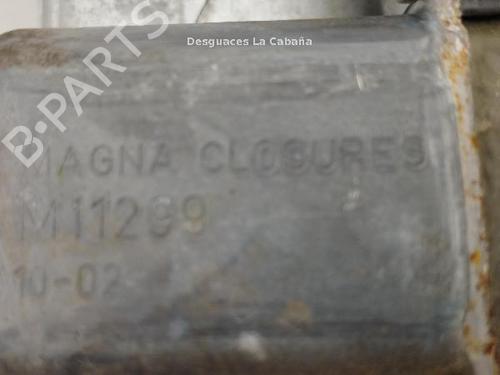 Desguaces La Cabaña
B-PARTS
MAGNA CLOSURES
M11299
10-02